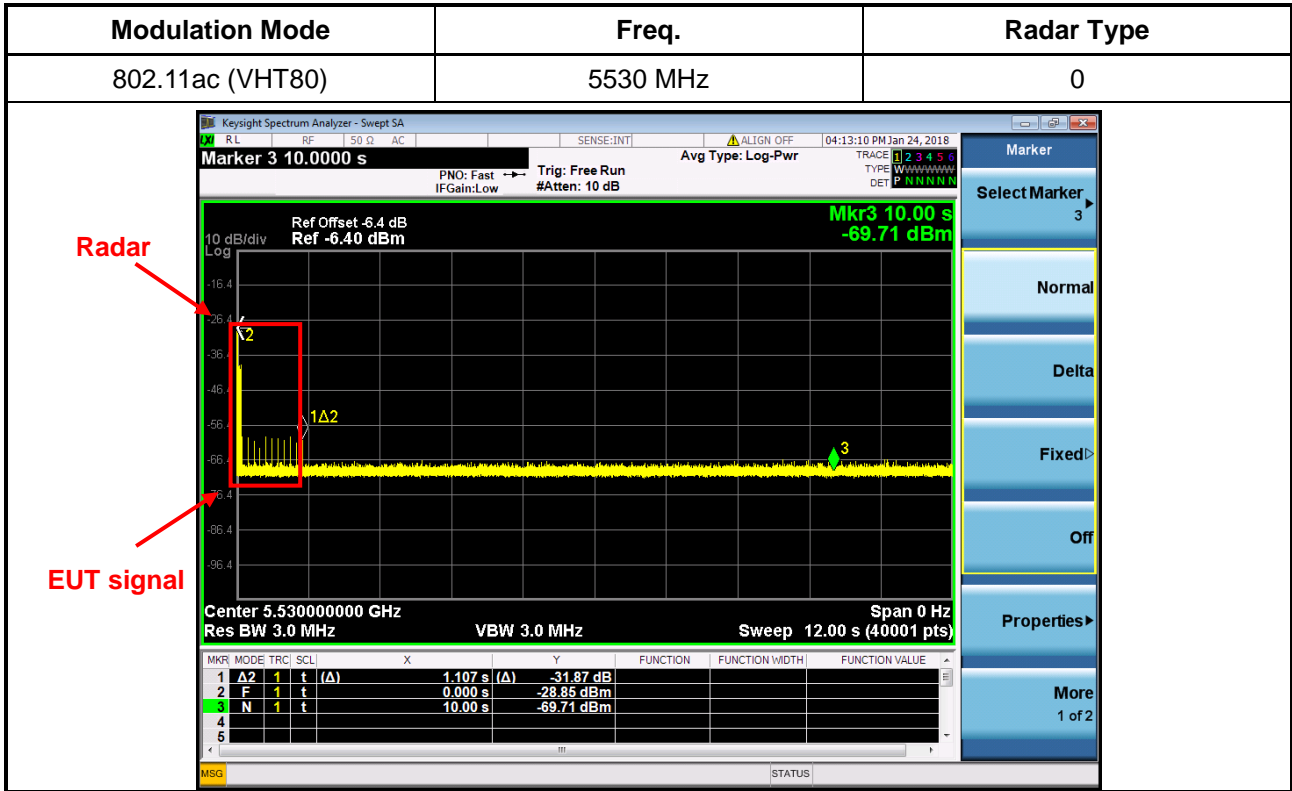 Modulation Mode Freq. Radar Type
802.11ac (VHT80) 5530 MHz 0
Keysight Spectrum Analyzer - Swept SA
LXI RL RF 50 Ω AC SENSE:INT ALIGN OFF 04:13:10 PM Jan 24, 2018
Marker 3 10.0000 s
PNO: Fast
IFGain:Low
Trig: Free Run
#Atten: 10 dB
Avg Type: Log-Pwr
TRACE 1 2 3 4 5 6
TYPE WWWWWW
DET P N N N N N
Marker
Select Marker
3
Normal
Delta
Fixed
Off
Properties
More
1 of 2
Mkr3 10.00 s
-69.71 dBm
Ref Offset -6.4 dB
10 dB/div Ref -6.40 dBm
Log
Radar
-16.4
-26.4
-36.4
-46.4
-56.4
-66.4
-76.4
-86.4
-96.4
2
1Δ2
3
EUT signal
Center 5.530000000 GHz Span 0 Hz
Res BW 3.0 MHz VBW 3.0 MHz Sweep 12.00 s (40001 pts)
MKR MODE TRC SCL X Y FUNCTION FUNCTION WIDTH FUNCTION VALUE
1 Δ2 1 t (Δ) 1.107 s (Δ) -31.87 dB
2 F 1 t 0.000 s -28.85 dBm
3 N 1 t 10.00 s -69.71 dBm
4
5
MSG STATUS